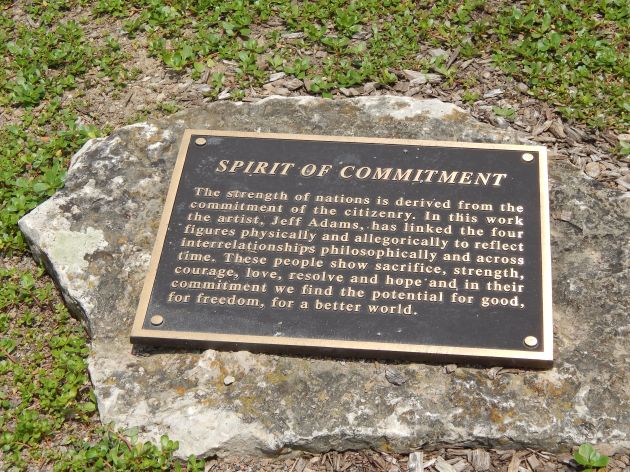 SPIRIT OF COMMITMENT
The strength of nations is derived from the
commitment of the citizenry. In this work
the artist, Jeff Adams, has linked the four
figures physically and allegorically to reflect
interrelationships philosophically and across
time. These people show sacrifice, strength,
courage, love, resolve and hope and in their
commitment we find the potential for good,
for freedom, for a better world.